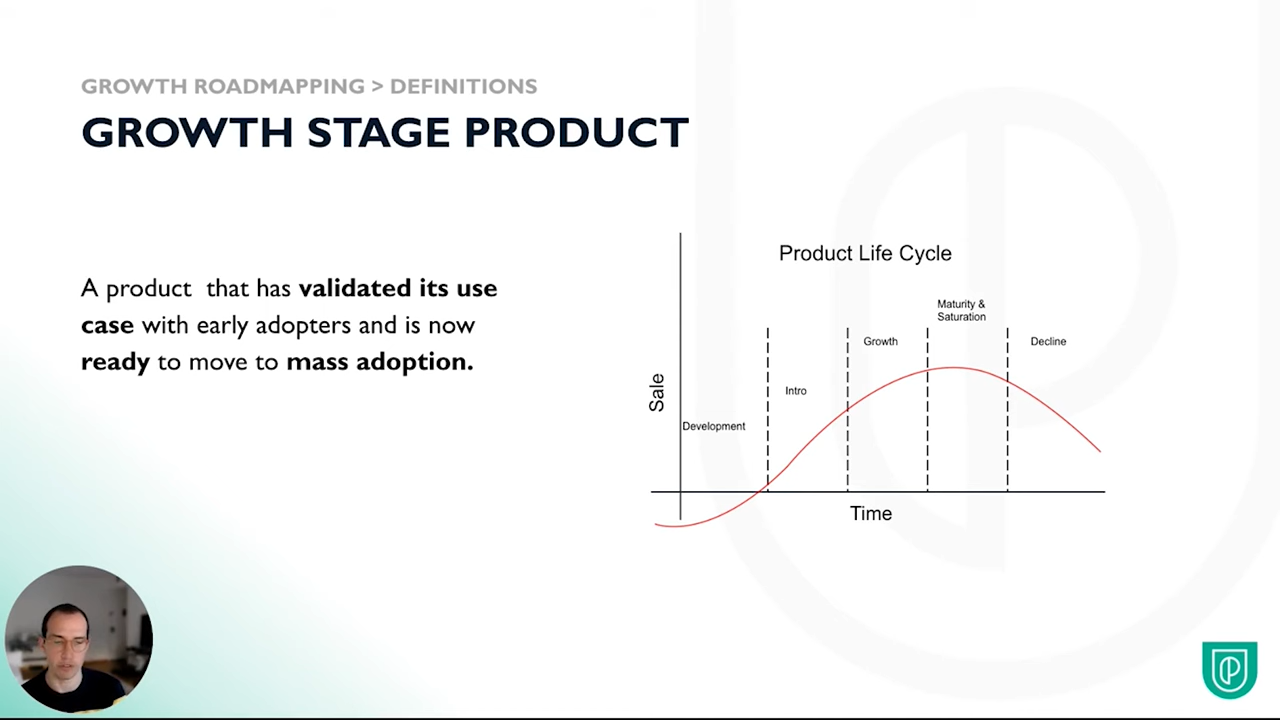 GROWTH ROADMAPPING > DEFINITIONS
GROWTH STAGE PRODUCT
A product that has validated its use
case with early adopters and is now
ready to move to mass adoption.
Product Life Cycle
Maturity &
Saturation
Growth
Decline
Intro
Development
Sale
Time